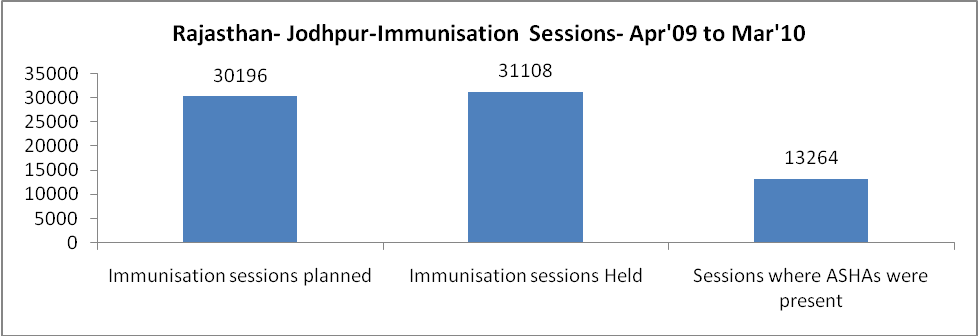 Rajasthan- Jodhpur-Immunisation Sessions- Apr'09 to Mar'10
35000
30000
25000
20000
15000
10000
5000
0
30196
31108
13264
Immunisation sessions planned
Immunisation sessions Held
Sessions where ASHAs were
present